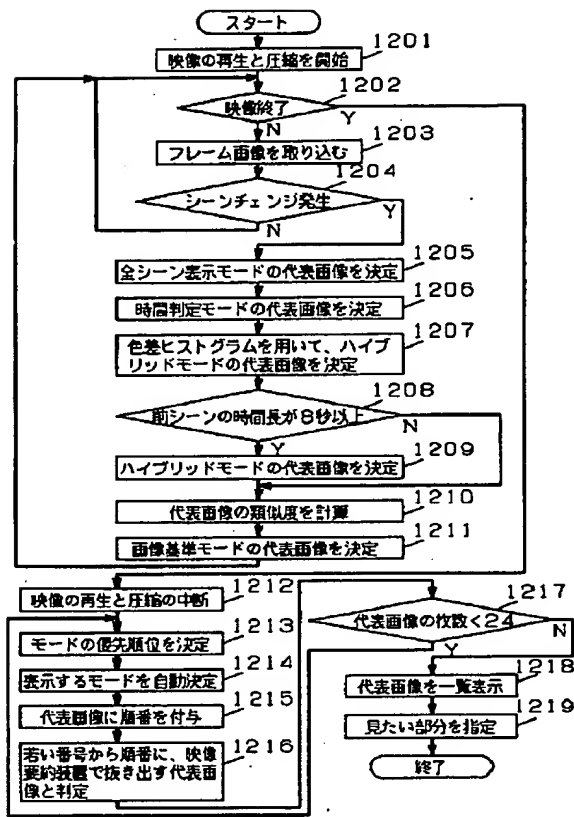 スタート
1201
映像の再生と圧縮を開始
1202
映像終了
Y
N
1203
フレーム画像を取り込む
1204
シーンチェンジ発生
Y
N
1205
全シーン表示モードの代表画像を決定
1206
時間判定モードの代表画像を決定
1207
色差ヒストグラムを用いて、ハイブ
リッドモードの代表画像を決定
1208
前シーンの時間長が8秒以上
N
Y
1209
ハイブリッドモードの代表画像を決定
1210
代表画像の類似度を計算
1211
画像基準モードの代表画像を決定
1212
映像の再生と圧縮の中断
1213
モードの優先順位を決定
1214
表示するモードを自動決定
1215
代表画像に順番を付与
1216
若い番号から順番に、映像
要約装置で抜き出す代表画
像と判定
1217
代表画像の枚数<24
N
Y
1218
代表画像を一覧表示
1219
見たい部分を指定
終了